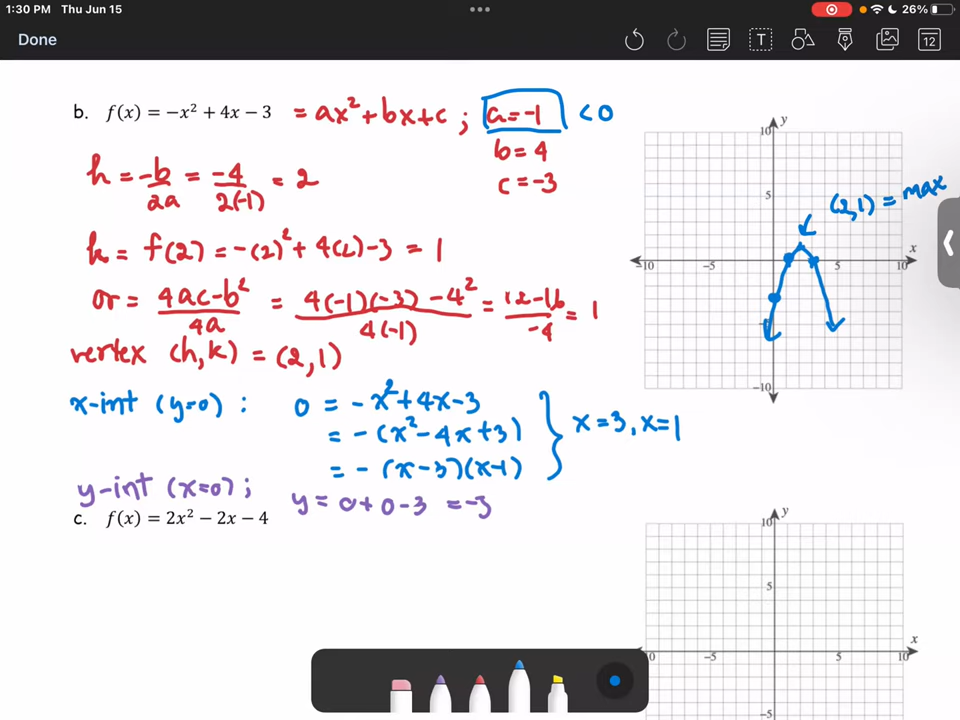 1:30 PM Thu Jun 15
26%
Done
T
12
b. f(x) = −x² + 4x − 3 = ax² + bx + c ; a = -1 < 0
b = 4
c = -3
h = -b/2a = -4/2(-1) = 2
k = f(2) = -(2)² + 4(2) - 3 = 1
or = 4ac-b²/4a = 4(-1)(-3) - 4²/4(-1) = 12-16/-4 = 1
vertex (h,k) = (2,1)
x-int (y=0) : 0 = -x² + 4x - 3
= -(x² - 4x + 3)
= -(x-3)(x-1)
} x = 3, x = 1
y-int (x=0) ; y = 0 + 0 - 3 = -3
c. f(x) = 2x² − 2x − 4
10 y
(2,1) = max
5
x
−10 −5 5 10
−10
10 y
5
x
0 −5 5 10
−5